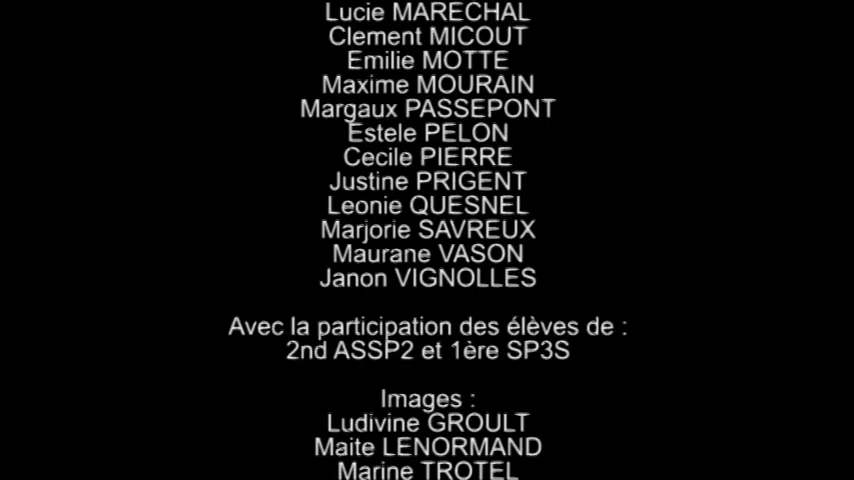 Lucie MARECHAL
Clement MICOUT
Emilie MOTTE
Maxime MOURAIN
Margaux PASSEPONT
Estele PELON
Cecile PIERRE
Justine PRIGENT
Leonie QUESNEL
Marjorie SAVREUX
Maurane VASON
Janon VIGNOLLES
Avec la participation des élèves de :
2nd ASSP2 et 1ère SP3S
Images :
Ludivine GROULT
Maite LENORMAND
Marine TROTEL